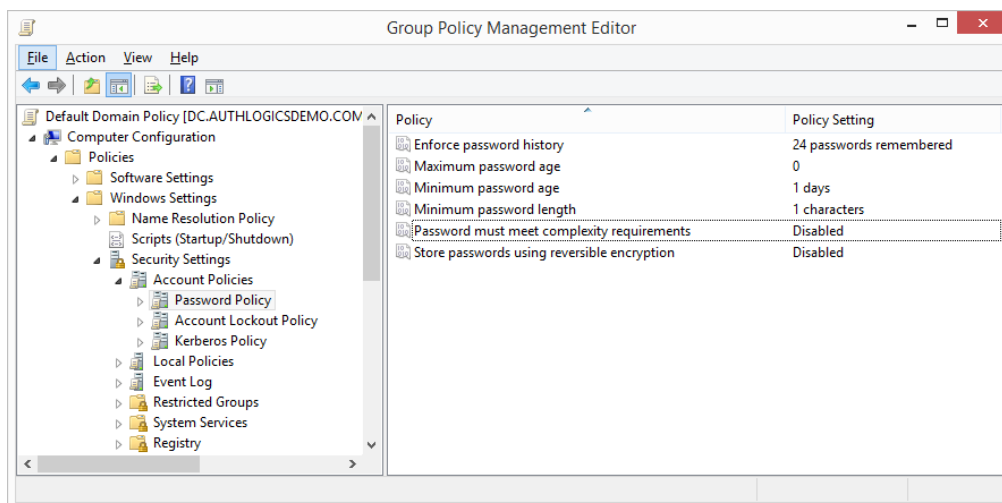 Group Policy Management Editor
File Action View Help
Default Domain Policy [DC.AUTHLOGICSDEMO.COM
Computer Configuration
Policies
Software Settings
Windows Settings
Name Resolution Policy
Scripts (Startup/Shutdown)
Security Settings
Account Policies
Password Policy
Account Lockout Policy
Kerberos Policy
Local Policies
Event Log
Restricted Groups
System Services
Registry
Policy Policy Setting
Enforce password history 24 passwords remembered
Maximum password age 0
Minimum password age 1 days
Minimum password length 1 characters
Password must meet complexity requirements Disabled
Store passwords using reversible encryption Disabled